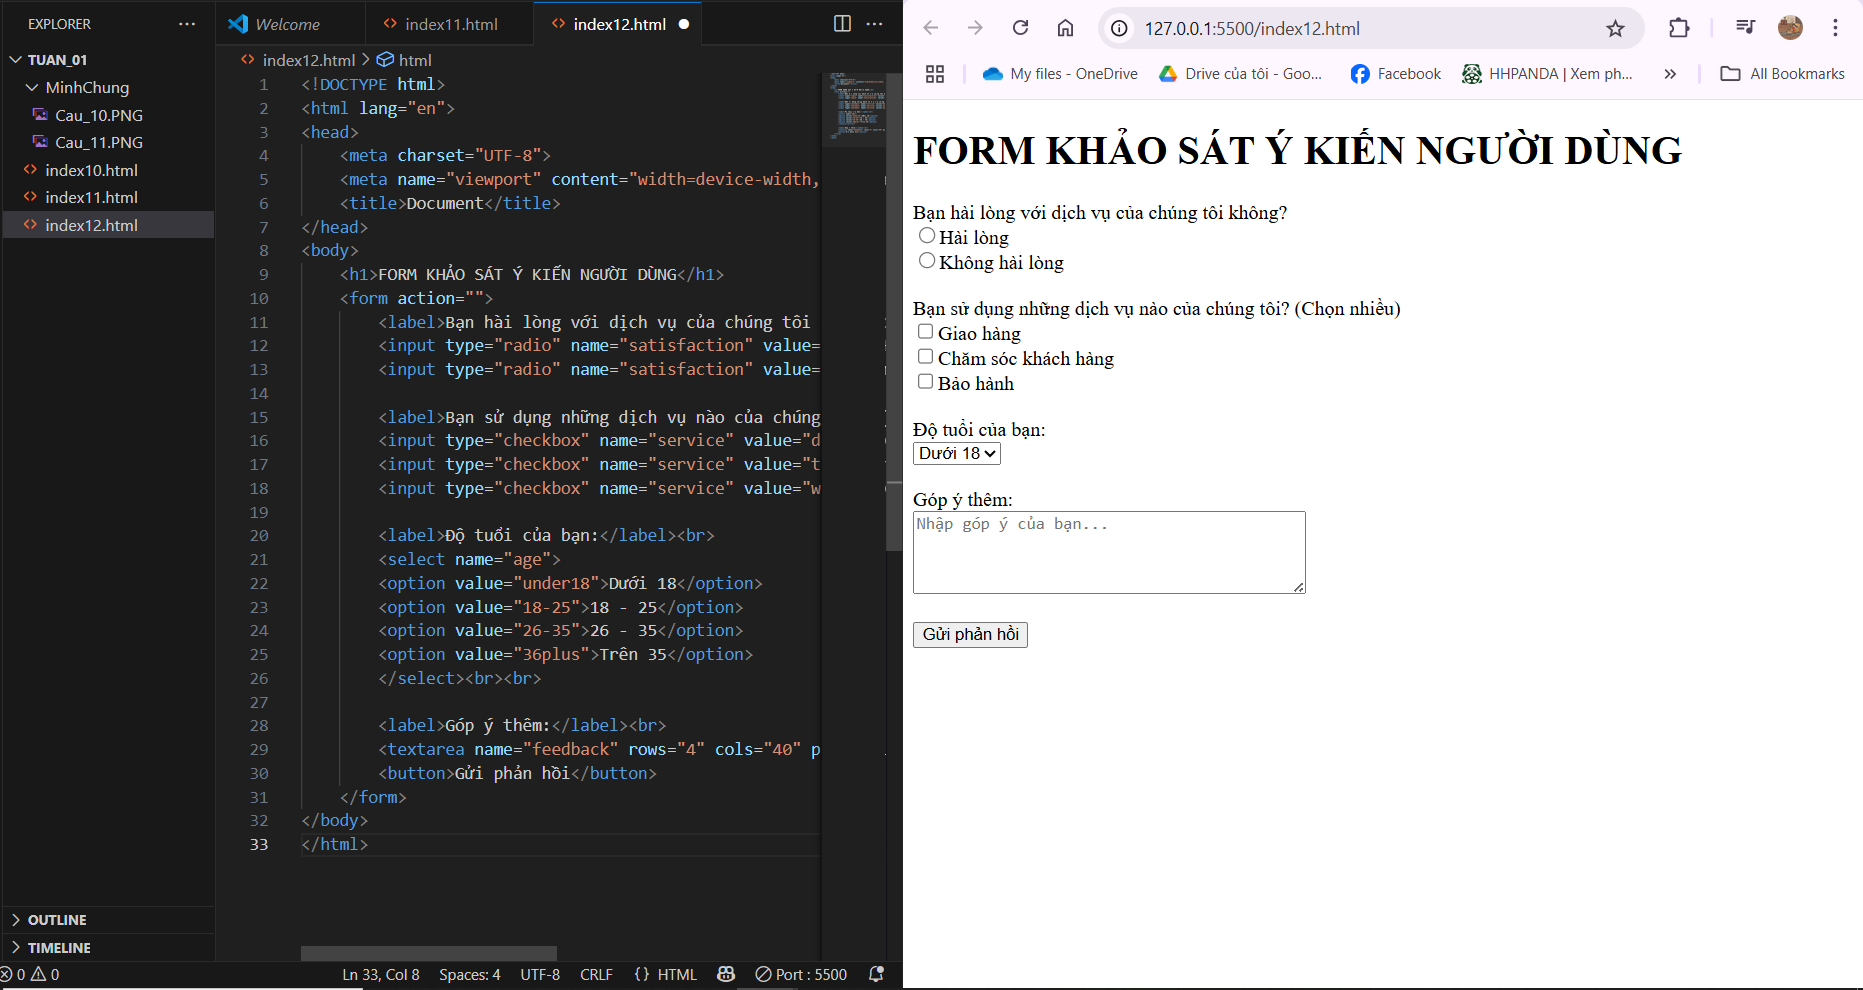 EXPLORER
TUAN_01
MinhChung
Cau_10.PNG
Cau_11.PNG
index10.html
index11.html
index12.html
OUTLINE
TIMELINE
Welcome
index11.html
index12.html
index12.html > html
1 <!DOCTYPE html>
2 <html lang="en">
3 <head>
4 <meta charset="UTF-8">
5 <meta name="viewport" content="width=device-width,
6 <title>Document</title>
7 </head>
8 <body>
9 <h1>FORM KHẢO SÁT Ý KIẾN NGƯỜI DÙNG</h1>
10 <form action="">
11 <label>Bạn hài lòng với dịch vụ của chúng tôi
12 <input type="radio" name="satisfaction" value=
13 <input type="radio" name="satisfaction" value=
14
15 <label>Bạn sử dụng những dịch vụ nào của chúng
16 <input type="checkbox" name="service" value="d
17 <input type="checkbox" name="service" value="t
18 <input type="checkbox" name="service" value="w
19
20 <label>Độ tuổi của bạn:</label><br>
21 <select name="age">
22 <option value="under18">Dưới 18</option>
23 <option value="18-25">18 - 25</option>
24 <option value="26-35">26 - 35</option>
25 <option value="36plus">Trên 35</option>
26 </select><br><br>
27
28 <label>Góp ý thêm:</label><br>
29 <textarea name="feedback" rows="4" cols="40" p
30 <button>Gửi phản hồi</button>
31 </form>
32 </body>
33 </html>
0 0 Ln 33, Col 8 Spaces: 4 UTF-8 CRLF {} HTML Port : 5500
127.0.0.1:5500/index12.html
My files - OneDrive Drive của tôi - Goo... Facebook HHPANDA | Xem ph... » All Bookmarks
FORM KHẢO SÁT Ý KIẾN NGƯỜI DÙNG
Bạn hài lòng với dịch vụ của chúng tôi không?
Hài lòng
Không hài lòng
Bạn sử dụng những dịch vụ nào của chúng tôi? (Chọn nhiều)
Giao hàng
Chăm sóc khách hàng
Bảo hành
Độ tuổi của bạn:
Dưới 18
Góp ý thêm:
Nhập góp ý của bạn...
Gửi phản hồi